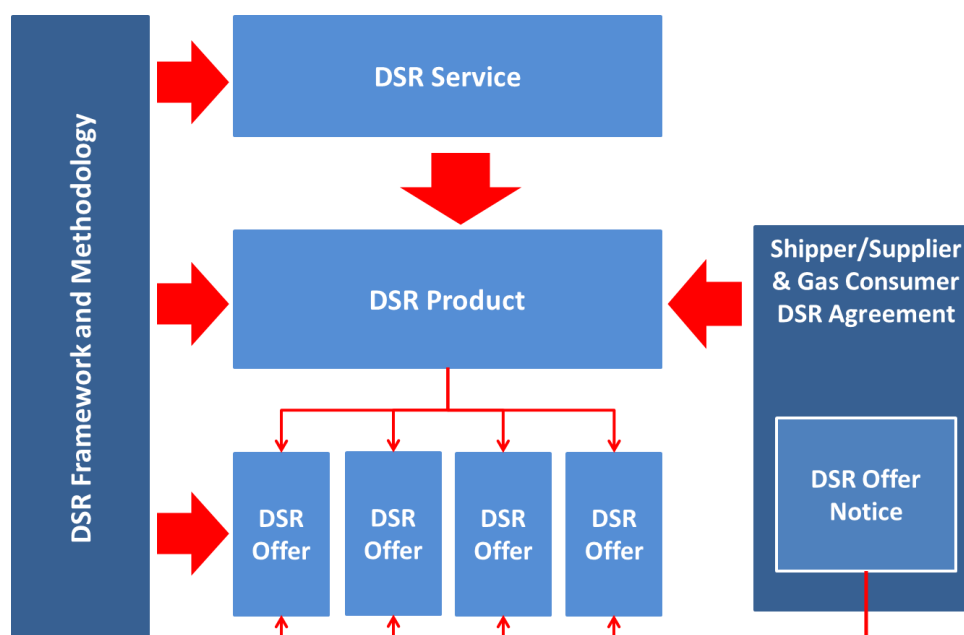 DSR Framework and Methodology
DSR Service
DSR Product
Shipper/Supplier
& Gas Consumer
DSR Agreement
DSR
Offer
DSR
Offer
DSR
Offer
DSR
Offer
DSR Offer
Notice